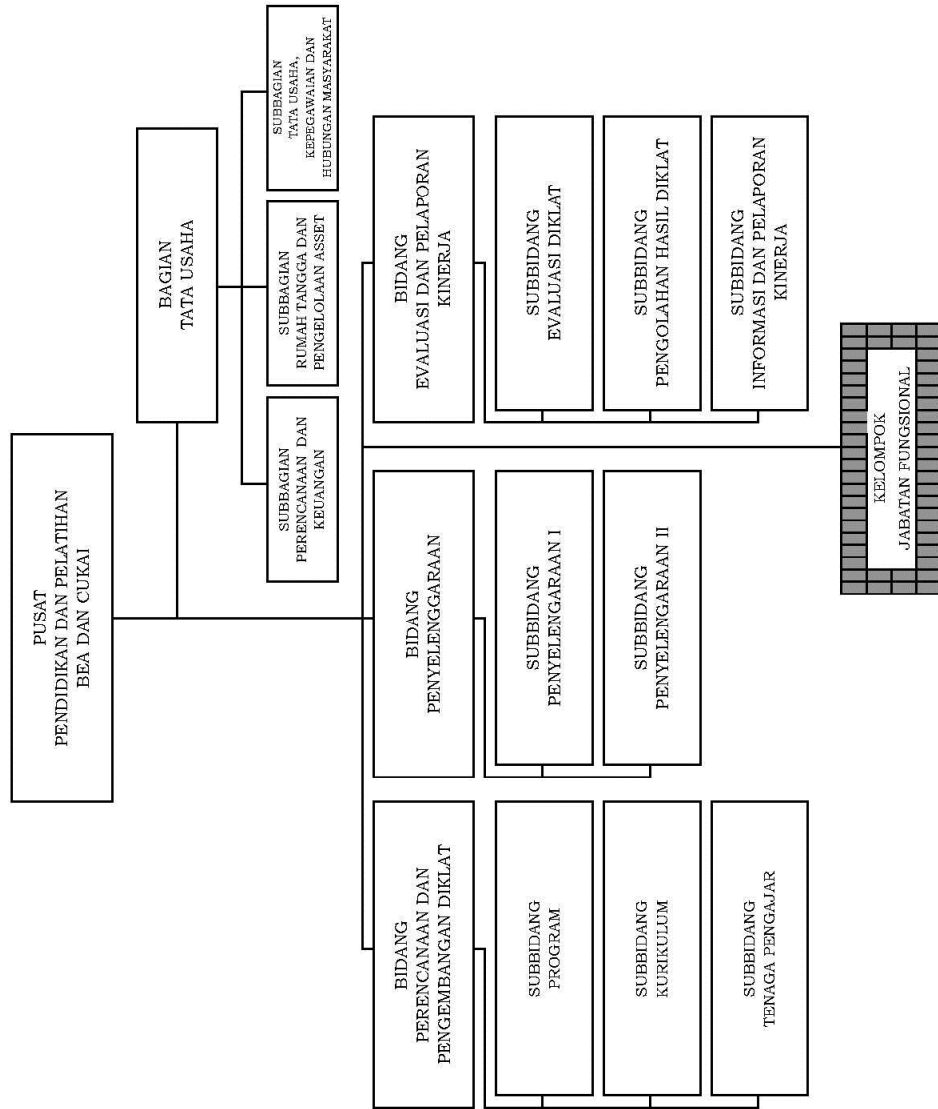 PUSAT
PENDIDIKAN DAN PELATIHAN
BEA DAN CUKAI
BAGIAN
TATA USAHA
SUBBAGIAN
PERENCANAAN DAN
KEUANGAN
SUBBAGIAN
RUMAH TANGGA DAN
PENGELOLAAN ASSET
SUBBAGIAN
TATA USAHA,
KEPEGAWAIAN DAN
HUBUNGAN MASYARAKAT
BIDANG
PERENCANAAN DAN
PENGEMBANGAN DIKLAT
SUBBIDANG
PROGRAM
SUBBIDANG
KURIKULUM
SUBBIDANG
TENAGA PENGAJAR
BIDANG
PENYELENGGARAAN
SUBBIDANG
PENYELENGARAAN I
SUBBIDANG
PENYELENGARAAN II
BIDANG
EVALUASI DAN PELAPORAN
KINERJA
SUBBIDANG
EVALUASI DIKLAT
SUBBIDANG
PENGOLAHAN HASIL DIKLAT
SUBBIDANG
INFORMASI DAN PELAPORAN
KINERJA
KELOMPOK
JABATAN FUNGSIONAL